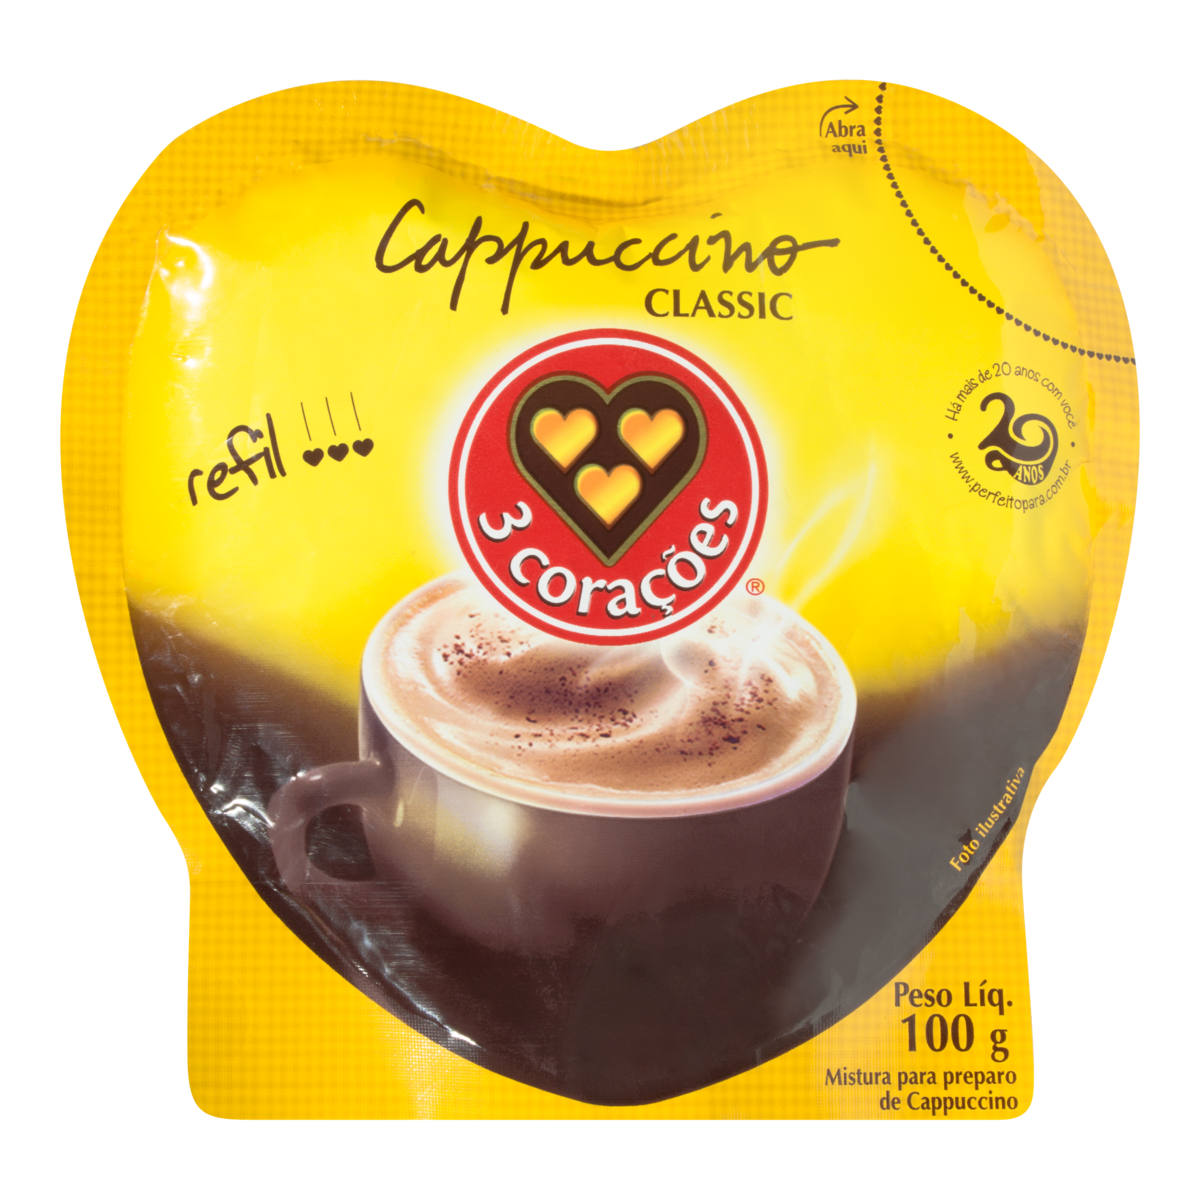 Abra
aqui
Cappuccino
CLASSIC
Há mais de 20 anos com você
20
ANOS
www.perfeitopara.com.br
refil
3 corações
®
Foto ilustrativa
Peso Líq.
100 g
Mistura para preparo
de Cappuccino